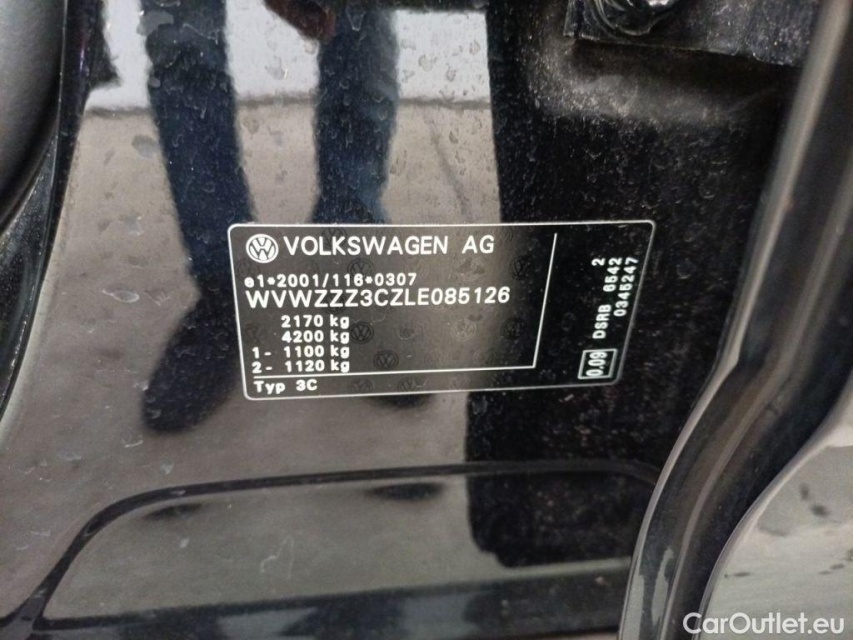 VOLKSWAGEN AG
e1*2001/116*0307
WVWZZZ3CZLE085126
2170 kg
4200 kg
1- 1100 kg
2- 1120 kg
Typ 3C
2
DSRB 6542
0345247
0.09
CarOutlet.eu